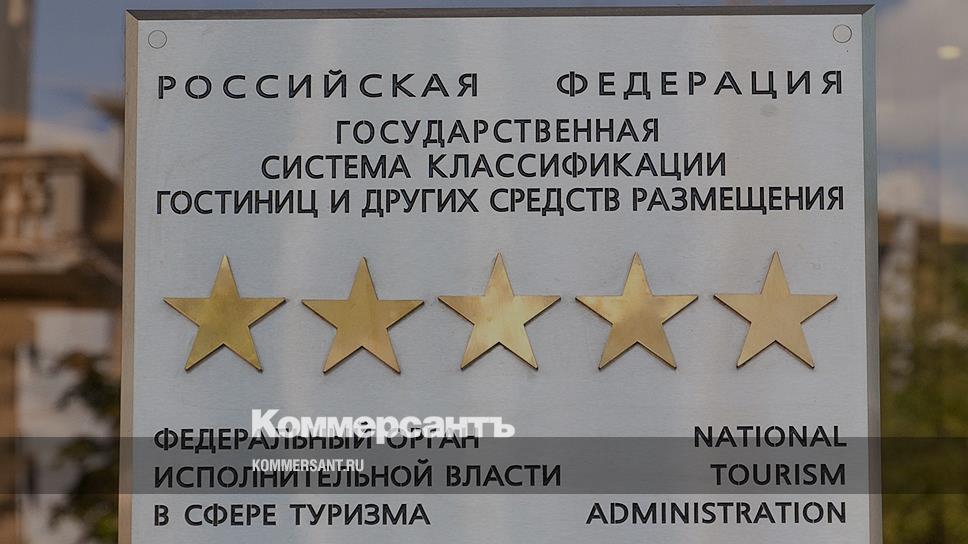 РОССИЙСКАЯ ФЕДЕРАЦИЯ
ГОСУДАРСТВЕННАЯ
СИСТЕМА КЛАССИФИКАЦИИ
ГОСТИНИЦ И ДРУГИХ СРЕДСТВ РАЗМЕЩЕНИЯ
Коммерсантъ
KOMMERSANT.RU
ФЕДЕРАЛЬНЫЙ ОРГАН
ИСПОЛНИТЕЛЬНОЙ ВЛАСТИ
В СФЕРЕ ТУРИЗМА
NATIONAL
TOURISM
ADMINISTRATION